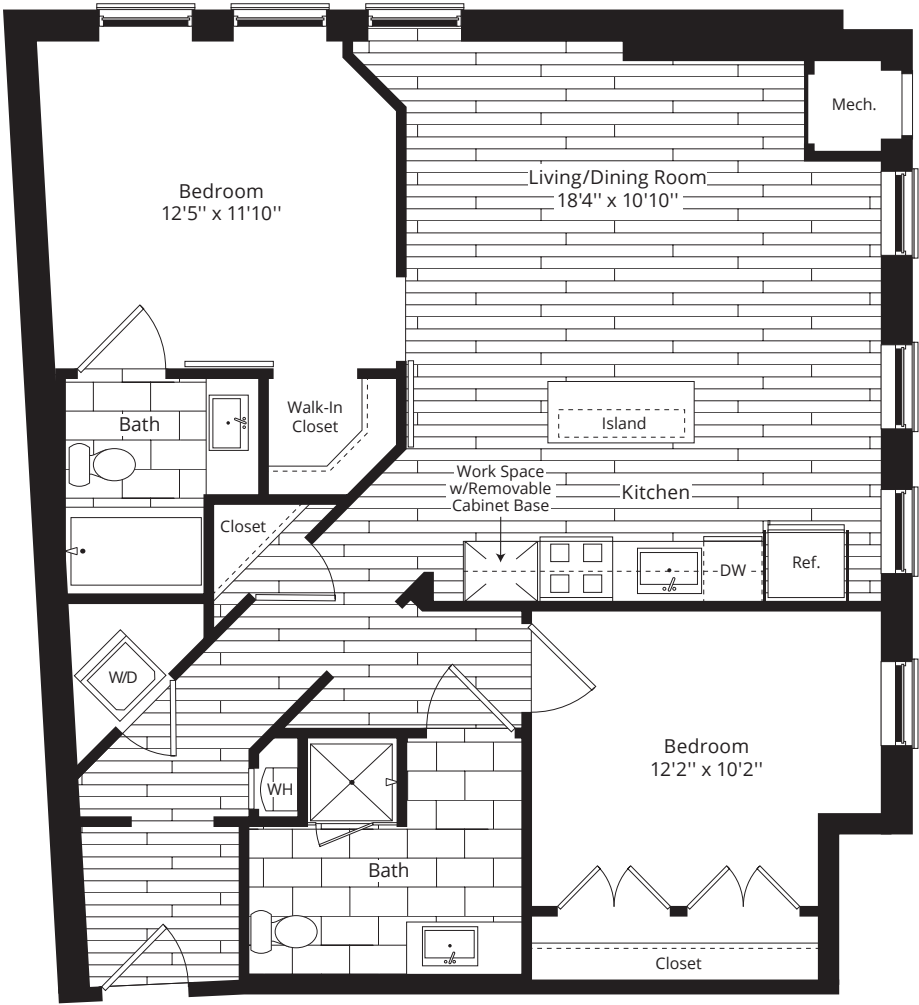 Mech.
Bedroom
12'5'' x 11'10''
Living/Dining Room
18'4'' x 10'10''
Bath
Walk-In
Closet
Island
Work Space
w/Removable
Cabinet Base
Kitchen
Closet
DW
Ref.
W/D
Bedroom
12'2'' x 10'2''
WH
Bath
Closet